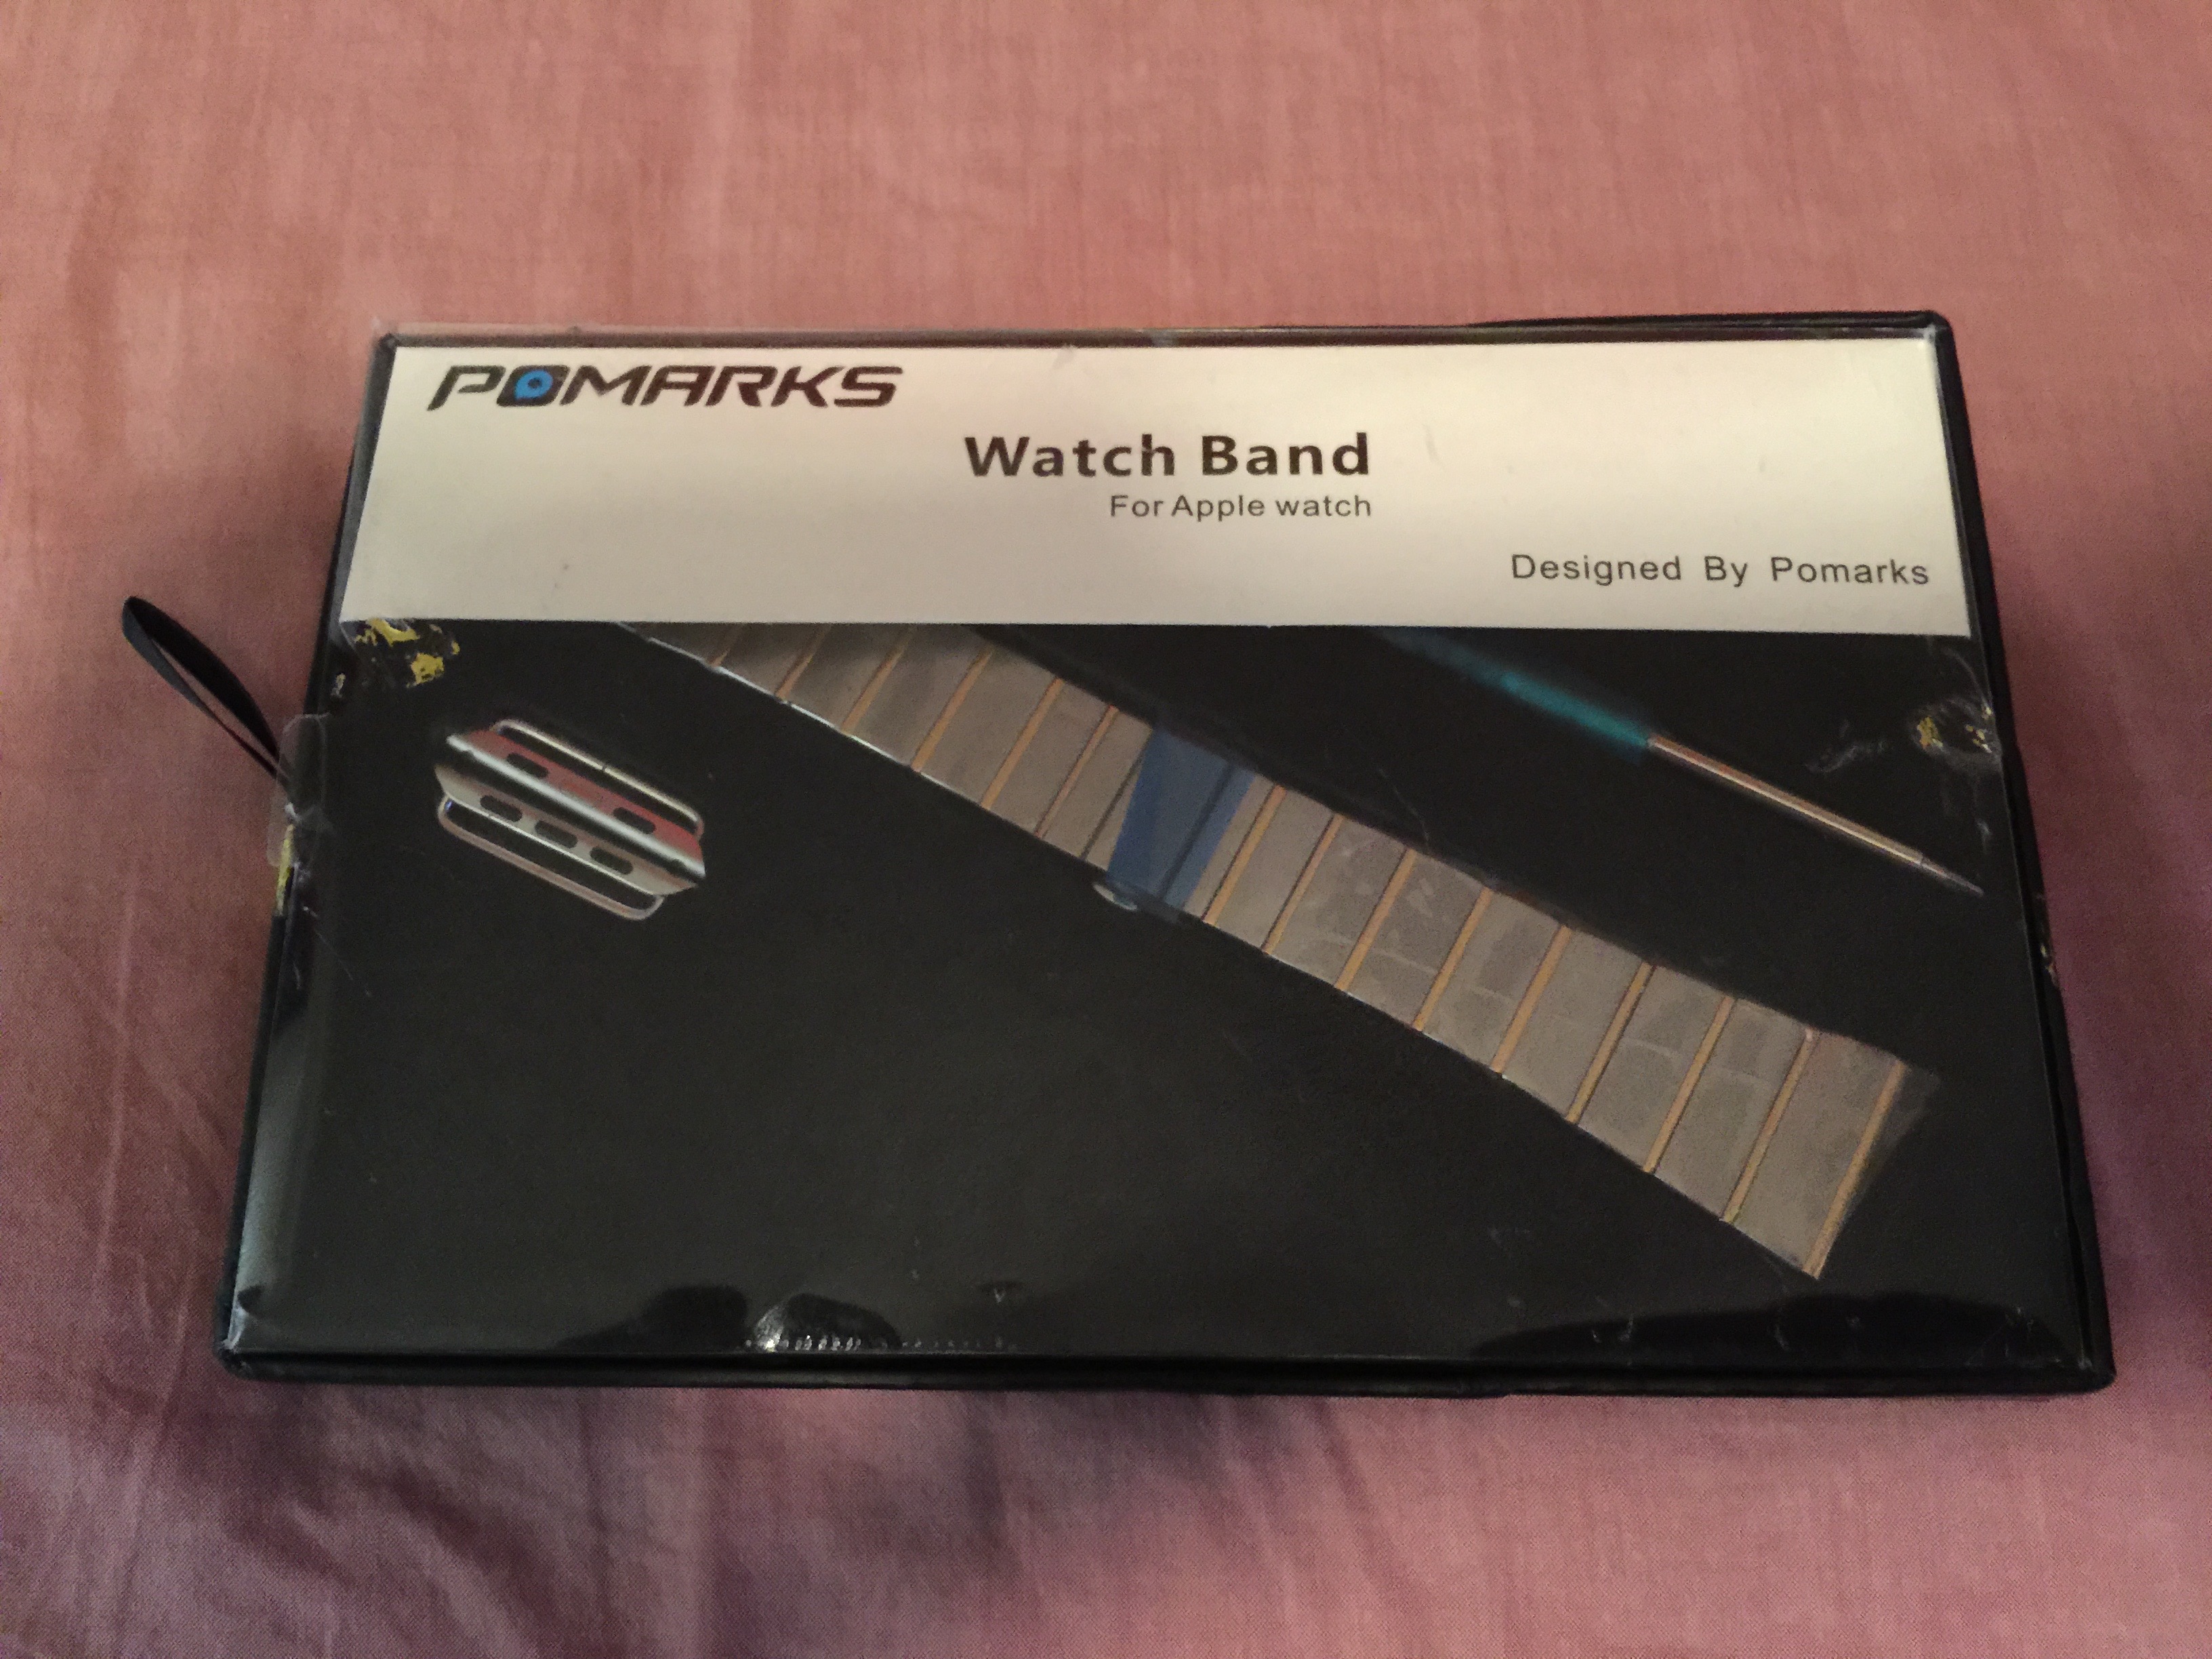 POMARKS
Watch Band
For Apple watch
Designed By Pomarks